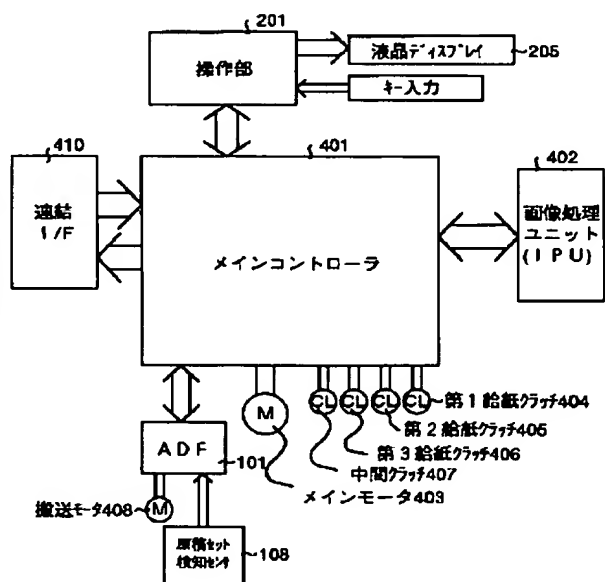 201
操作部
液晶ディスプレイ
205
キー入力
410
連結
I/F
401
メインコントローラ
402
画像処理
ユニット
(IPU)
M
CL
CL
CL
CL
第1給紙クラッチ404
第2給紙クラッチ405
第3給紙クラッチ406
中間クラッチ407
メインモータ403
ADF
101
搬送モータ408
M
原稿セット
検知センサ
108